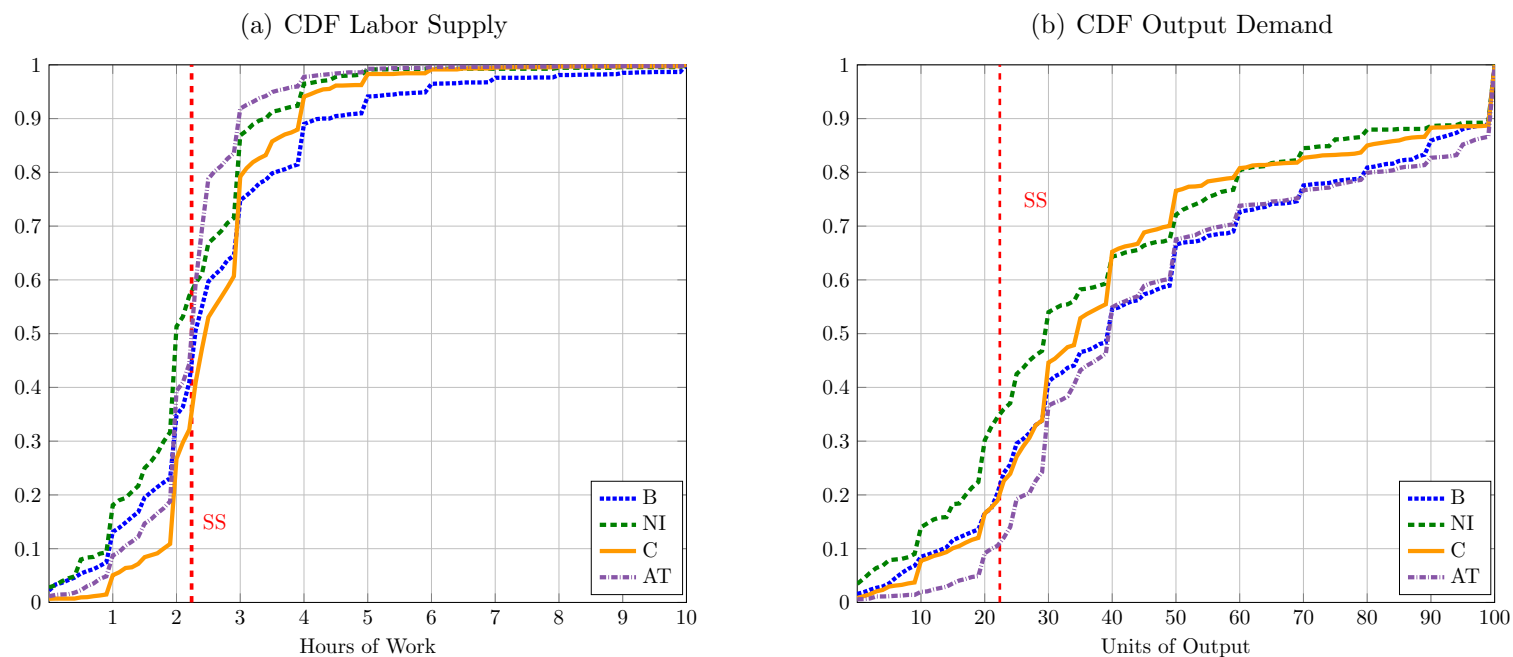 (a) CDF Labor Supply
1
0.9
0.8
0.7
0.6
0.5
0.4
0.3
0.2
0.1
0
1 2 3 4 5 6 7 8 9 10
Hours of Work
SS
B
NI
C
AT
(b) CDF Output Demand
1
0.9
0.8
0.7
0.6
0.5
0.4
0.3
0.2
0.1
0
10 20 30 40 50 60 70 80 90 100
Units of Output
SS
B
NI
C
AT